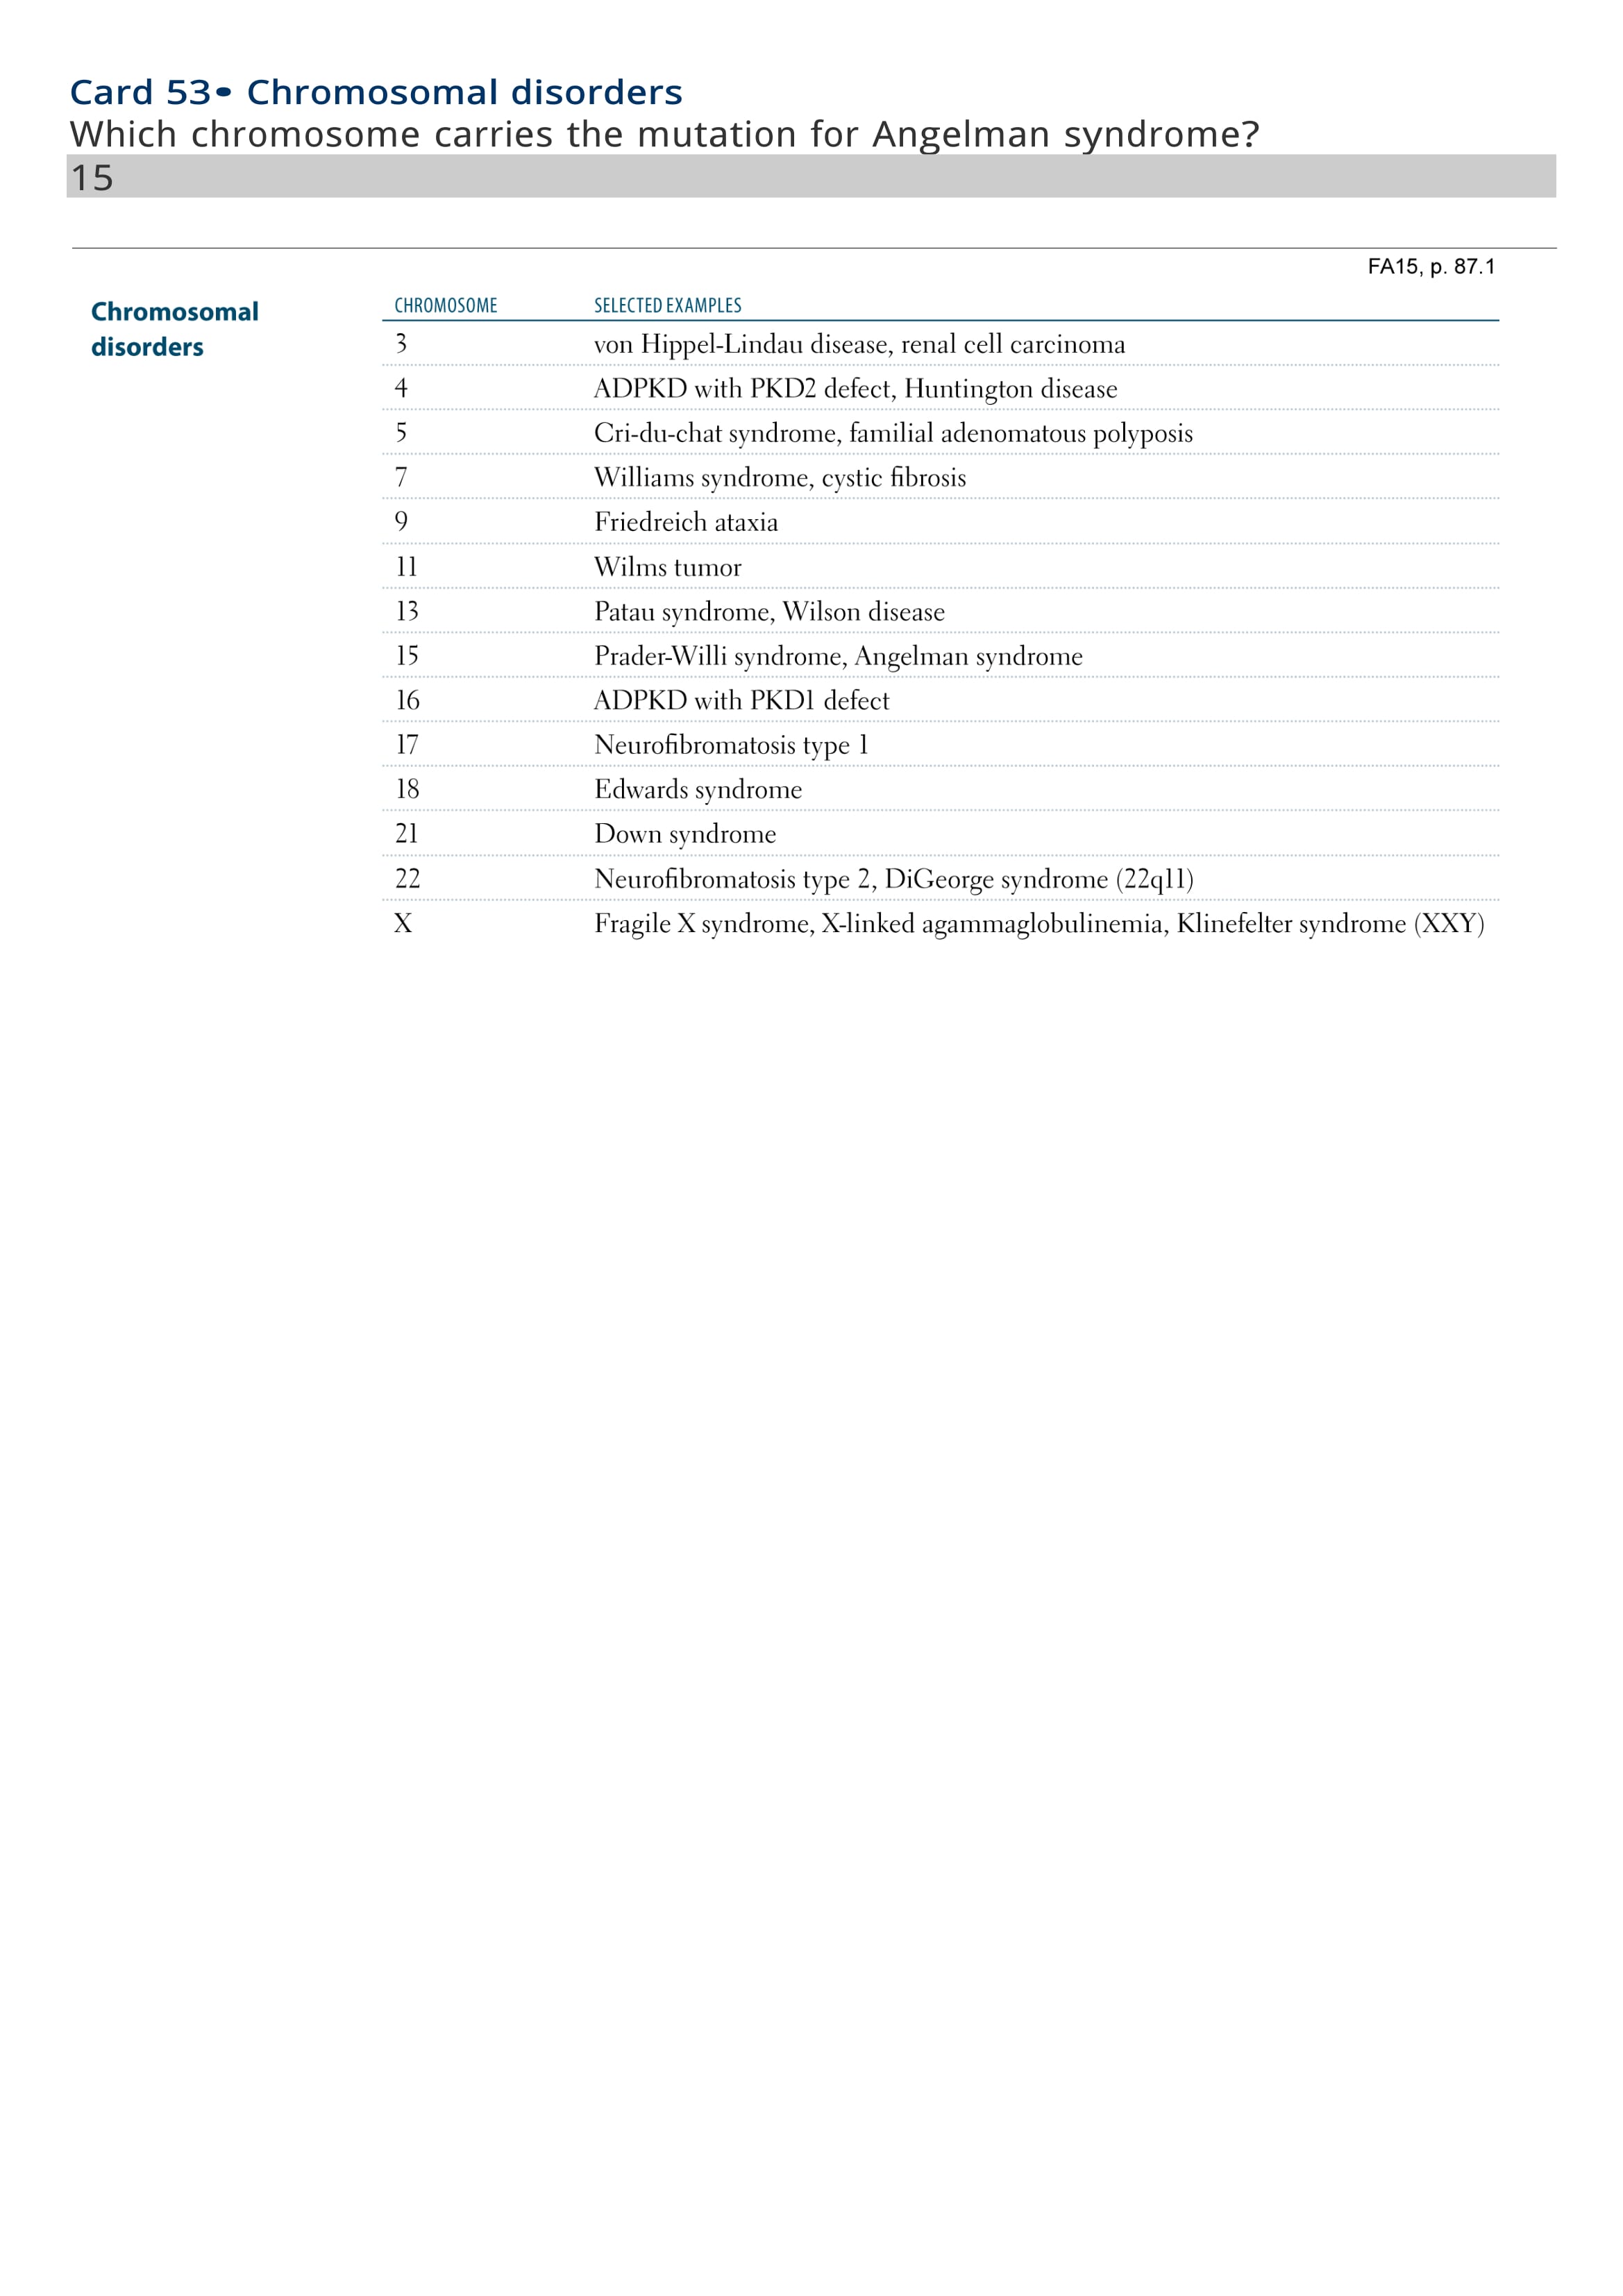 Card 53• Chromosomal disorders
Which chromosome carries the mutation for Angelman syndrome?
15
FA15, p. 87.1
Chromosomal
disorders
CHROMOSOME SELECTED EXAMPLES
3 von Hippel-Lindau disease, renal cell carcinoma
4 ADPKD with PKD2 defect, Huntington disease
5 Cri-du-chat syndrome, familial adenomatous polyposis
7 Williams syndrome, cystic fibrosis
9 Friedreich ataxia
11 Wilms tumor
13 Patau syndrome, Wilson disease
15 Prader-Willi syndrome, Angelman syndrome
16 ADPKD with PKD1 defect
17 Neurofibromatosis type 1
18 Edwards syndrome
21 Down syndrome
22 Neurofibromatosis type 2, DiGeorge syndrome (22q11)
X Fragile X syndrome, X-linked agammaglobulinemia, Klinefelter syndrome (XXY)